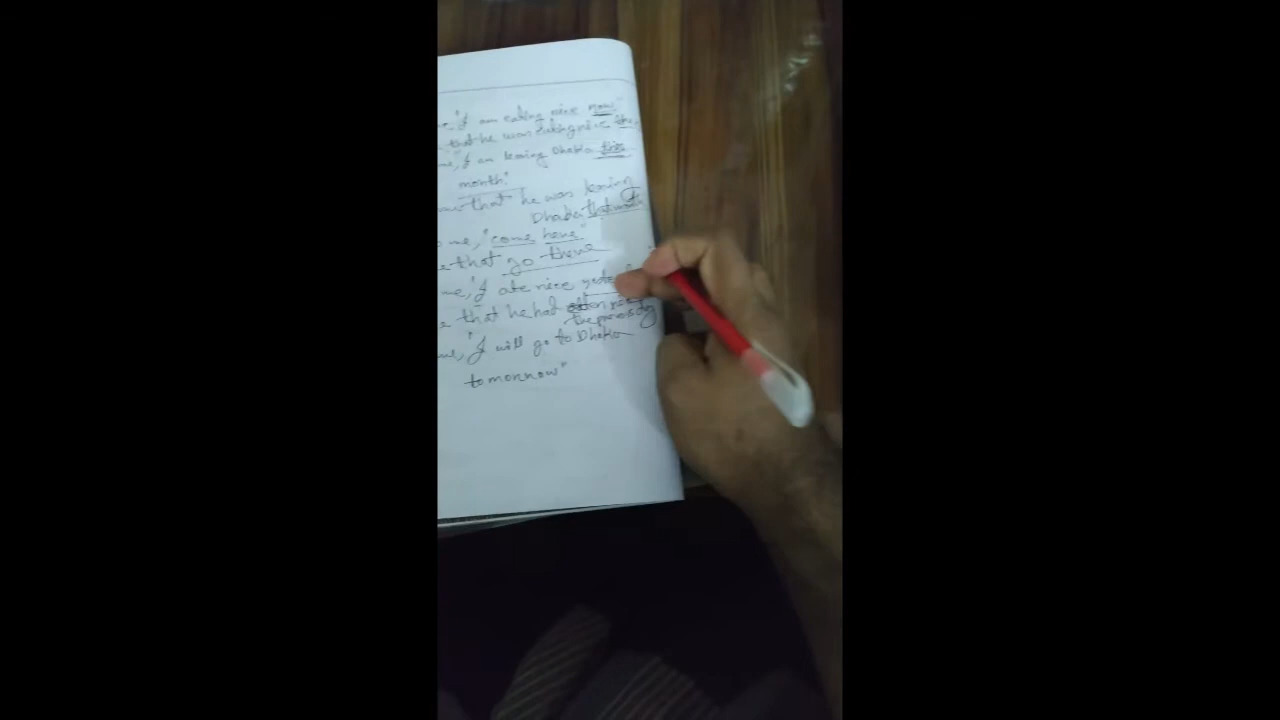 "I am eating rice now"
that he was eating rice then
me, "I am leaving Dhaka this
month."
me that he was leaving
Dhaka that month
o me, "come here"
e that go there
me, "I ate rice
e that he had eaten rice
the previous day
me, "I will go to Dhaka
tomorrow"